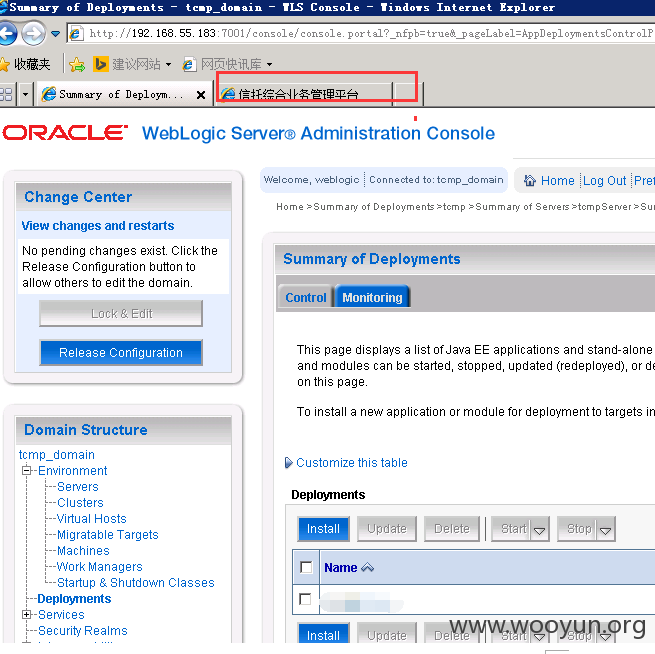 Summary of Deployments - tcmp_domain - WLS Console - Windows Internet Explorer
http://192.168.55.183:7001/console/console.portal?_nfpb=true&_pageLabel=AppDeploymentsControlP
收藏夹 建议网站 网页快讯库
Summary of Deploym... 信托综合业务管理平台
ORACLE WebLogic Server® Administration Console
Welcome, weblogic Connected to: tcmp_domain Home Log Out Pref
Home >Summary of Deployments >tcmp >Summary of Servers >tcmpServer >Sum
Change Center
View changes and restarts
No pending changes exist. Click the
Release Configuration button to
allow others to edit the domain.
Lock & Edit
Release Configuration
Domain Structure
tcmp_domain
Environment
Servers
Clusters
Virtual Hosts
Migratable Targets
Machines
Work Managers
Startup & Shutdown Classes
Deployments
Services
Security Realms
Summary of Deployments
Control Monitoring
This page displays a list of Java EE applications and stand-alone
and modules can be started, stopped, updated (redeployed), or de
on this page.
To install a new application or module for deployment to targets in
Customize this table
Deployments
Install Update Delete Start Stop
Name
Install Update Delete Start Stop
www.wooyun.org